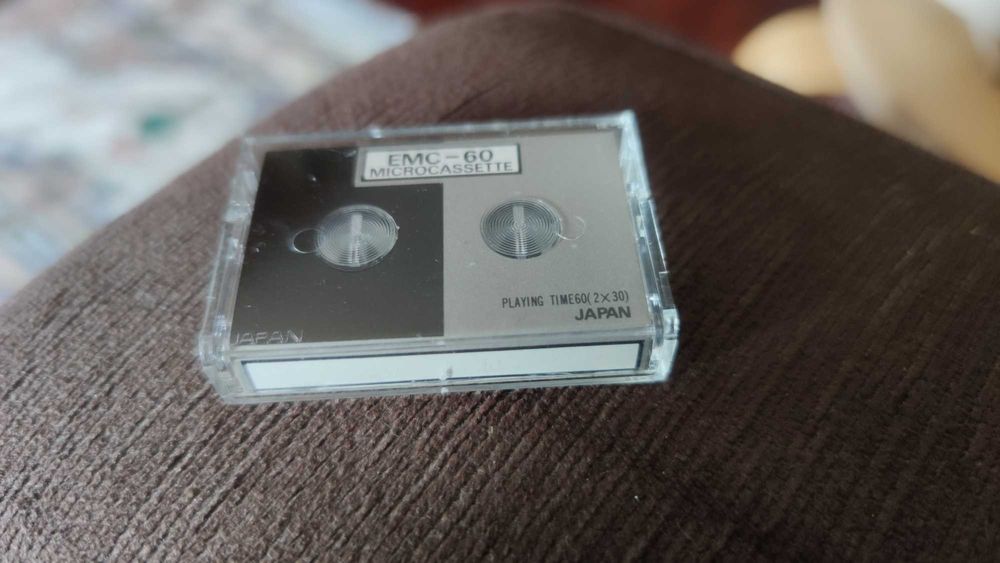 EMC-60
MICROCASSETTE
PLAYING TIME60(2×30)
JAPAN
JAPAN